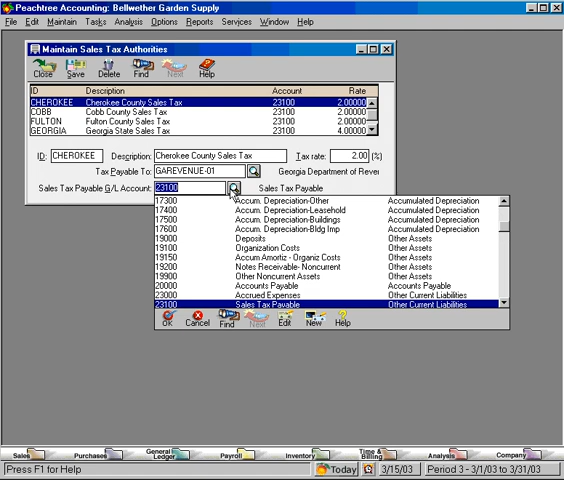 Peachtree Accounting: Bellwether Garden Supply
File Edit Maintain Tasks Analysis Options Reports Services Window Help
Maintain Sales Tax Authorities
Close Save Delete Find Next Help
ID Description Account Rate
CHEROKEE Cherokee County Sales Tax 23100 2.00000
COBB Cobb County Sales Tax 23100 2.00000
FULTON Fulton County Sales Tax 23100 2.00000
GEORGIA Georgia State Sales Tax 23100 4.00000
ID: CHEROKEE Description: Cherokee County Sales Tax Tax rate: 2.00 (%)
Tax Payable To: GAREVENUE-01 Georgia Department of Rever
Sales Tax Payable G/L Account: 23100 Sales Tax Payable
17300 Accum. Depreciation-Other Accumulated Depreciation
17400 Accum. Depreciation-Leasehold Accumulated Depreciation
17500 Accum. Depreciation-Buildings Accumulated Depreciation
17600 Accum. Depreciation-Bldg Imp Accumulated Depreciation
19000 Deposits Other Assets
19100 Organization Costs Other Assets
19150 Accum Amortiz - Organiz Costs Other Assets
19200 Notes Receivable- Noncurrent Other Assets
19900 Other Noncurrent Assets Other Assets
20000 Accounts Payable Accounts Payable
23000 Accrued Expenses Other Current Liabilities
23100 Sales Tax Payable Other Current Liabilities
OK Cancel Find Next Edit New Help
Sales Purchases General Ledger Payroll Inventory Time & Billing Analysis Company
Press F1 for Help Today 3/15/03 Period 3 - 3/1/03 to 3/31/03